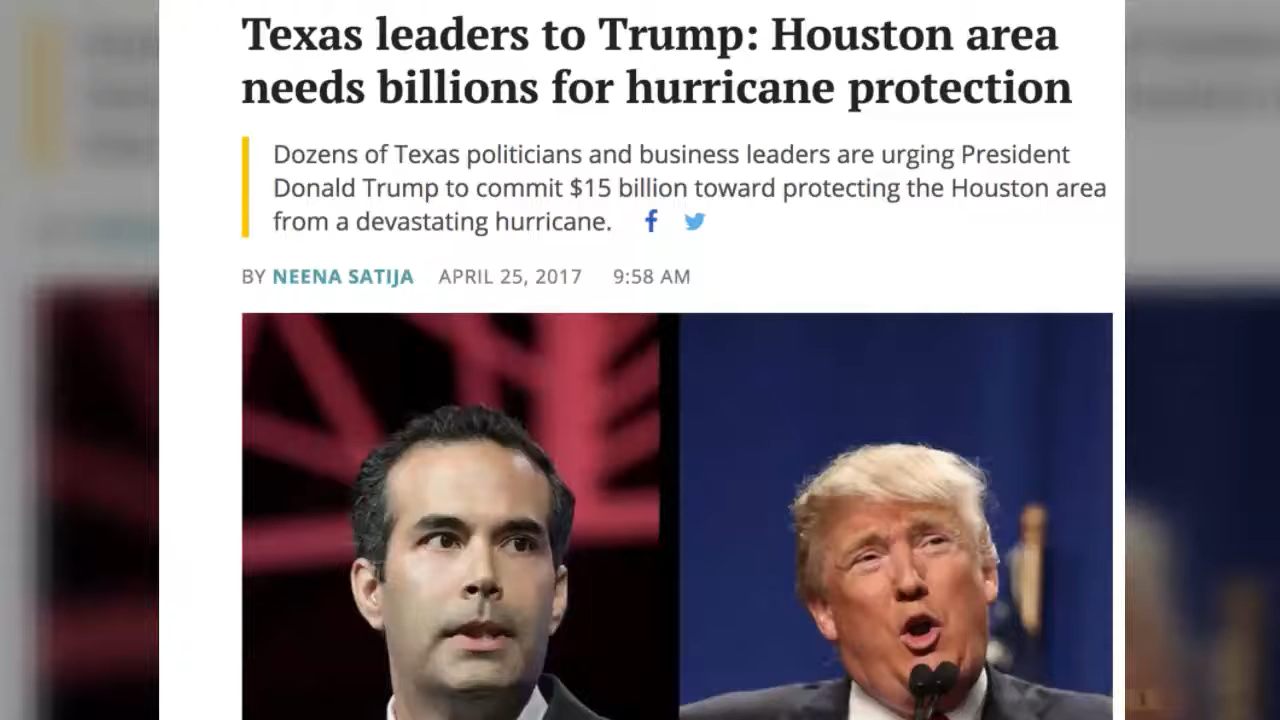 Texas leaders to Trump: Houston area
needs billions for hurricane protection
Dozens of Texas politicians and business leaders are urging President
Donald Trump to commit $15 billion toward protecting the Houston area
from a devastating hurricane.
BY NEENA SATIJA APRIL 25, 2017 9:58 AM